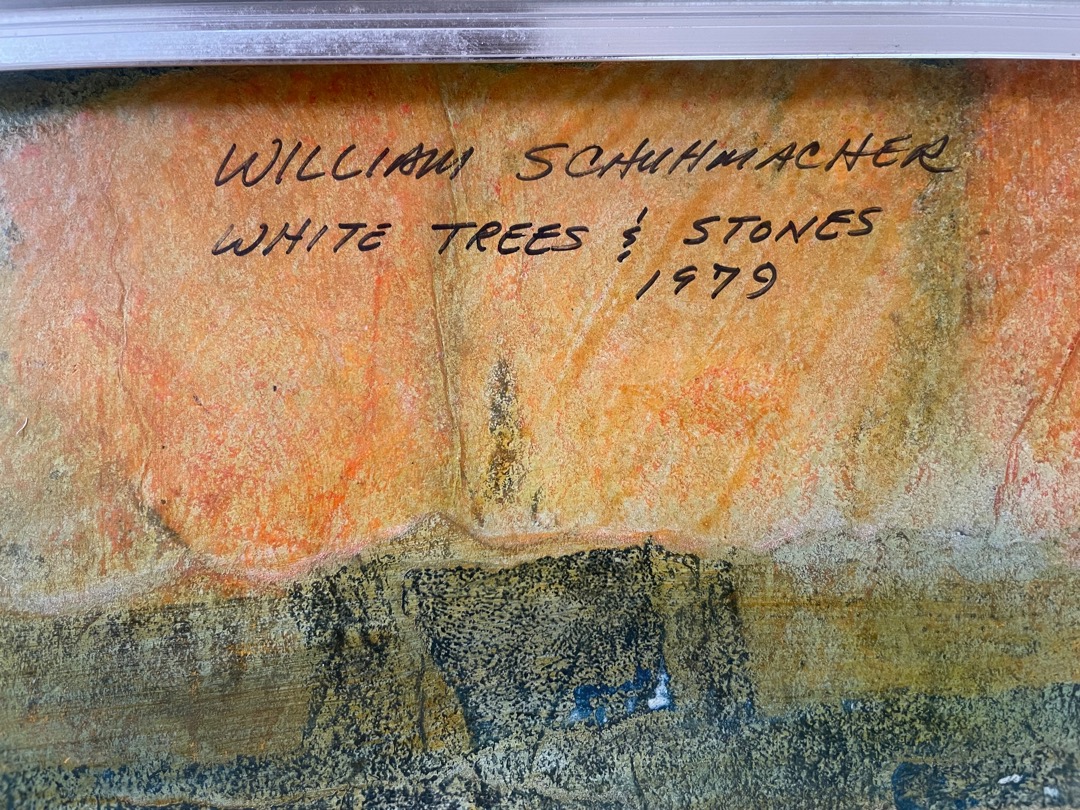 WILLIAM SCHUHMACHER
WHITE TREES & STONES
1979